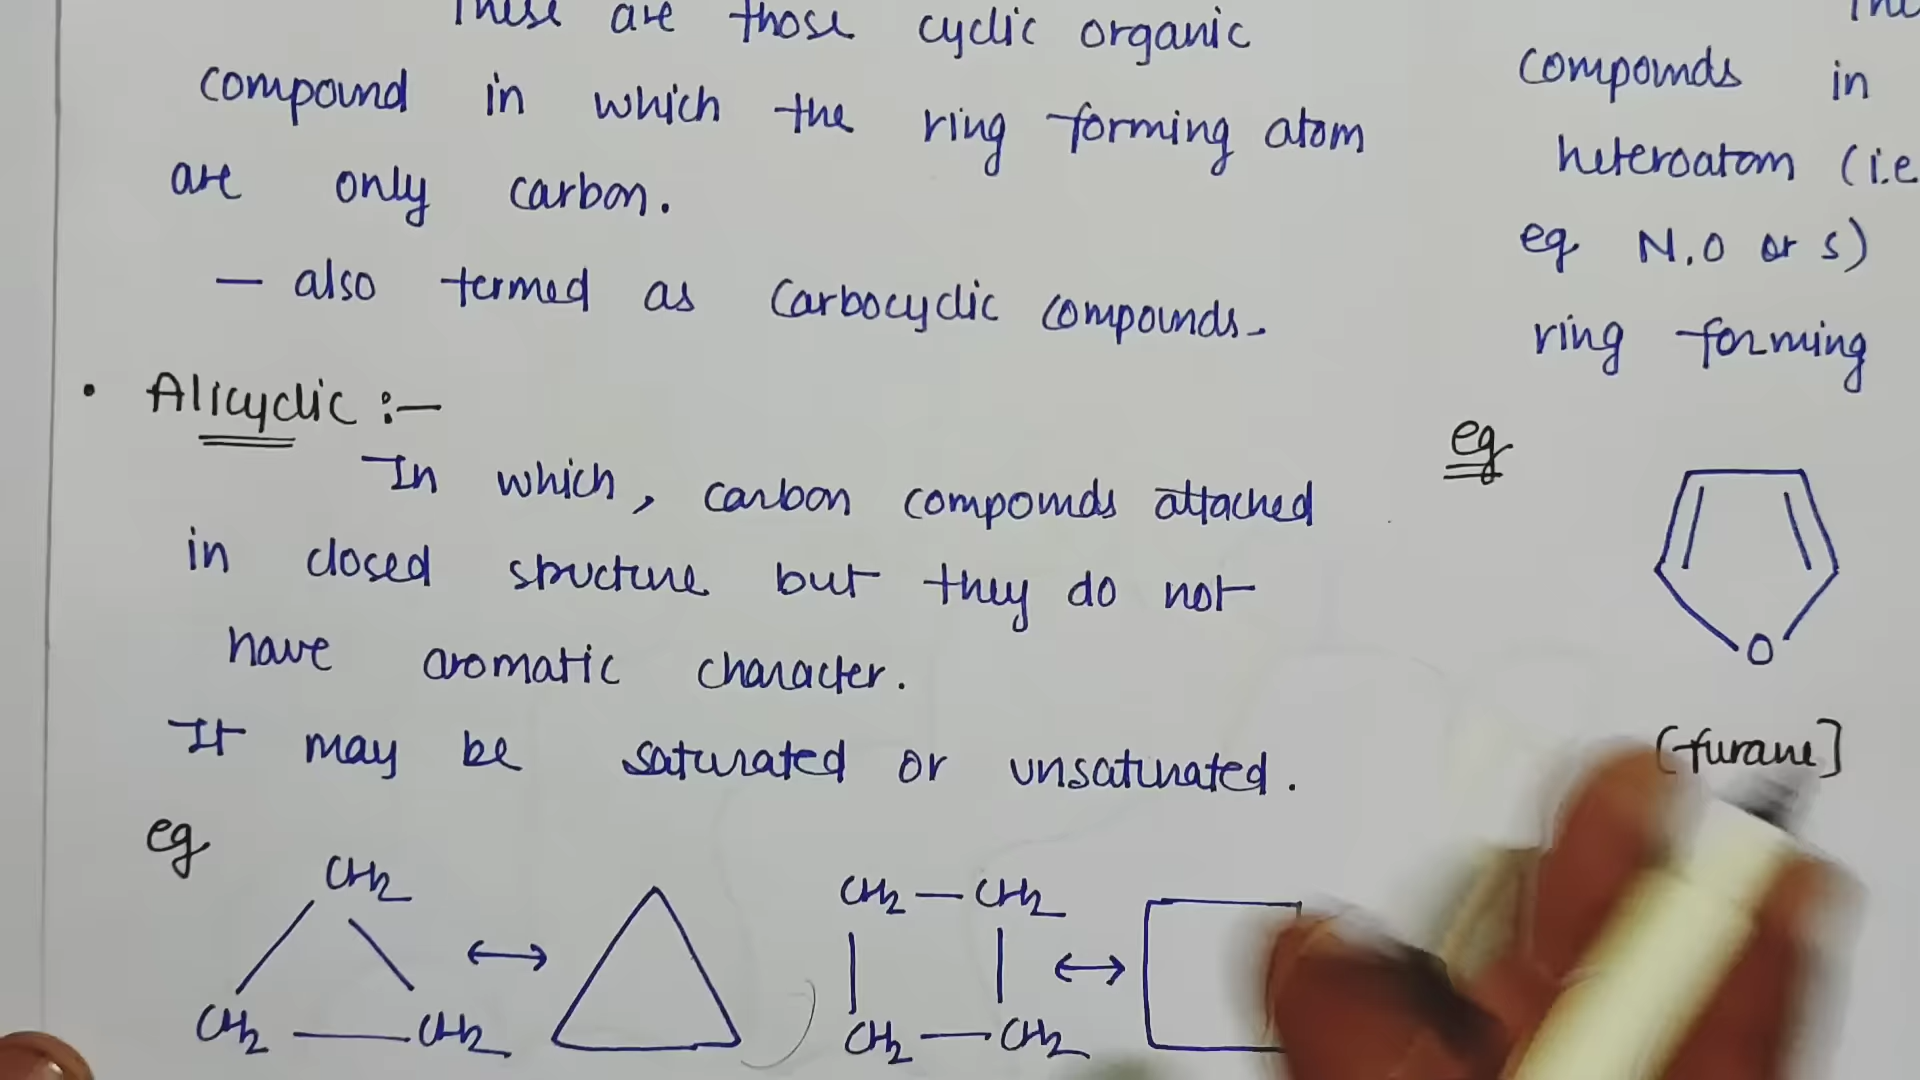 These are those cyclic organic
compound in which the ring forming atom
are only carbon.
— also termed as Carbocyclic compounds.
• Alicyclic :—
In which, carbon compounds attached
in closed structure but they do not
have aromatic character.
It may be saturated or unsaturated.
eg
CH2
CH2 CH2
CH2 — CH2
CH2 — CH2
compounds in
heteroatom (i.e
eg N,O or S)
ring forming
eg
O
[furane]